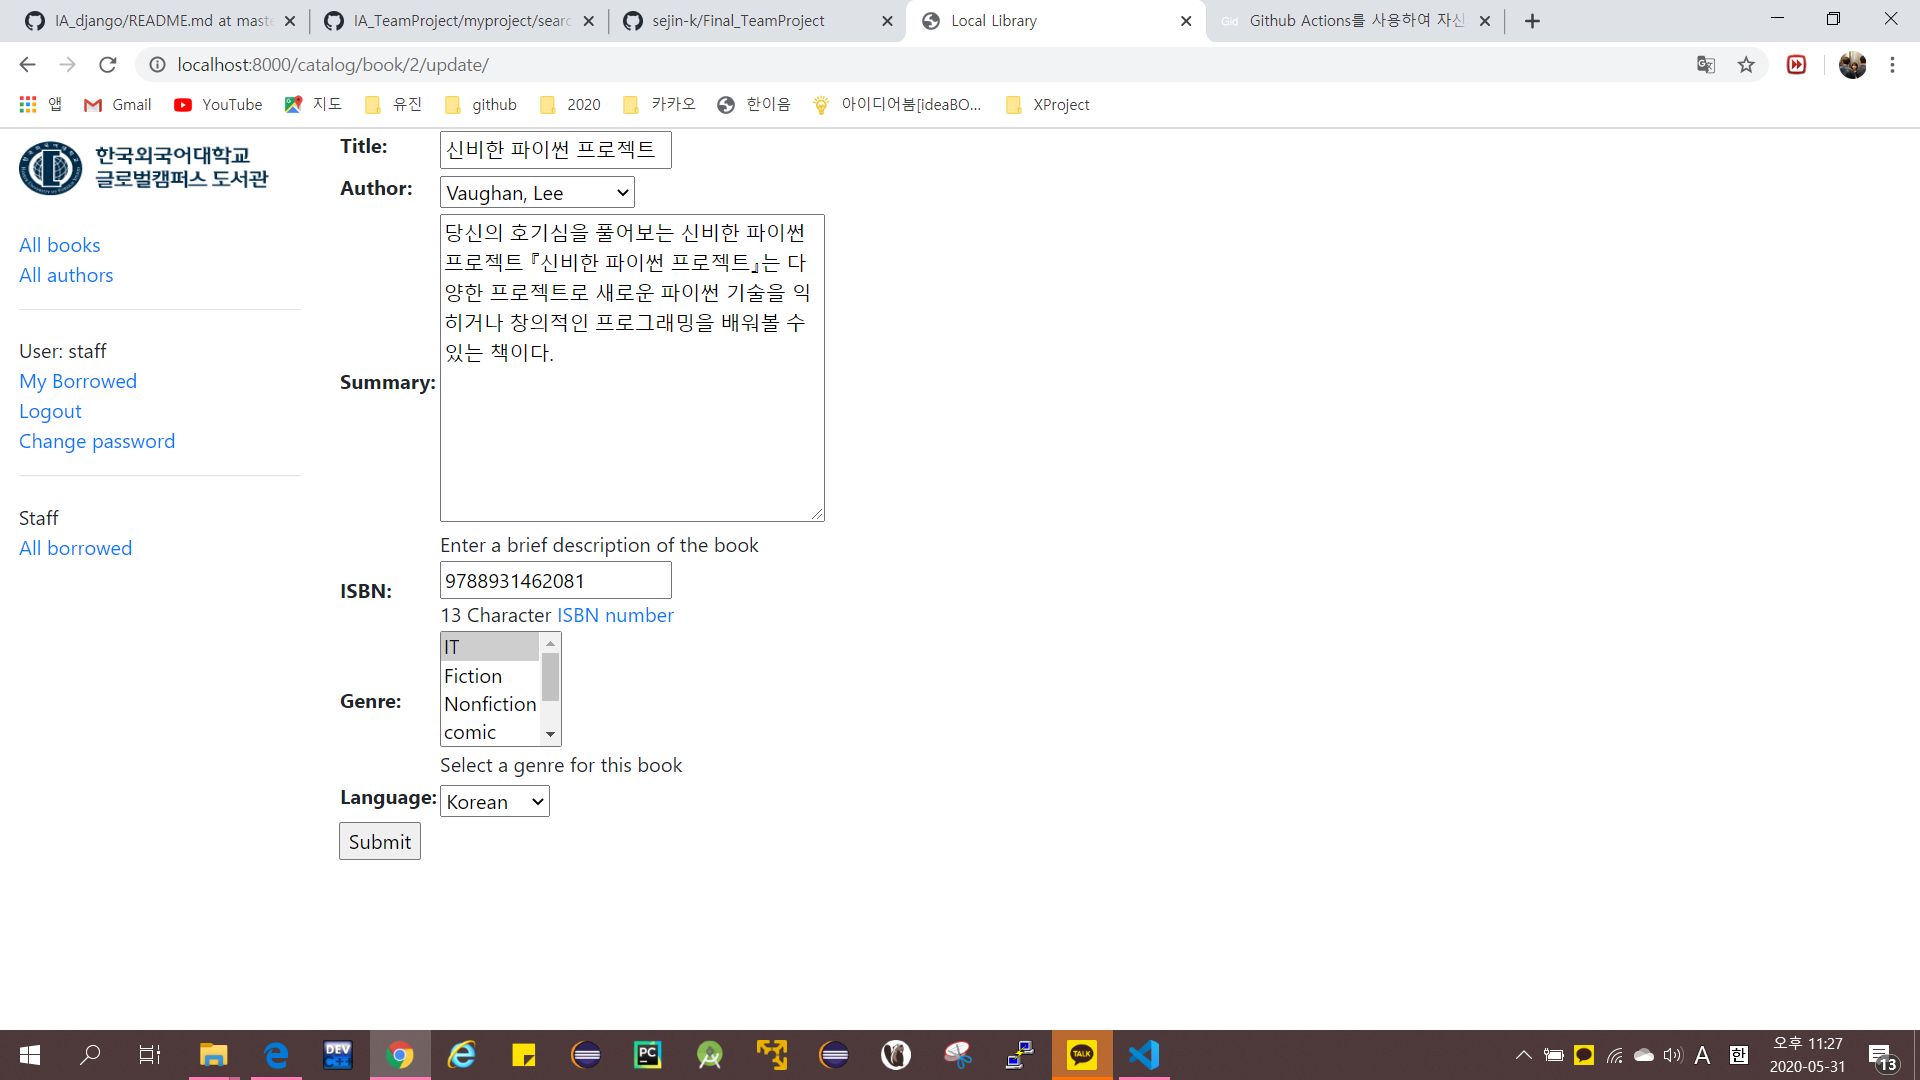 IA_django/README.md at mast
IA_TeamProject/myproject/searc
sejin-k/Final_TeamProject
Local Library
Gid
Github Actions를 사용하여 자신
localhost:8000/catalog/book/2/update/
앱
Gmail
YouTube
지도
유진
github
2020
카카오
한이음
아이디어봄[ideaBO...
XProject
한국외국어대학교
글로벌캠퍼스 도서관
All books
All authors
User: staff
My Borrowed
Logout
Change password
Staff
All borrowed
Title:
신비한 파이썬 프로젝트
Author:
Vaughan, Lee
Summary:
당신의 호기심을 풀어보는 신비한 파이썬
프로젝트『신비한 파이썬 프로젝트』는 다
양한 프로젝트로 새로운 파이썬 기술을 익
히거나 창의적인 프로그래밍을 배워볼 수
있는 책이다.
Enter a brief description of the book
ISBN:
9788931462081
13 Character ISBN number
Genre:
IT
Fiction
Nonfiction
comic
Select a genre for this book
Language:
Korean
Submit
DEV
PC
TALK
A
한
오후 11:27
2020-05-31
13